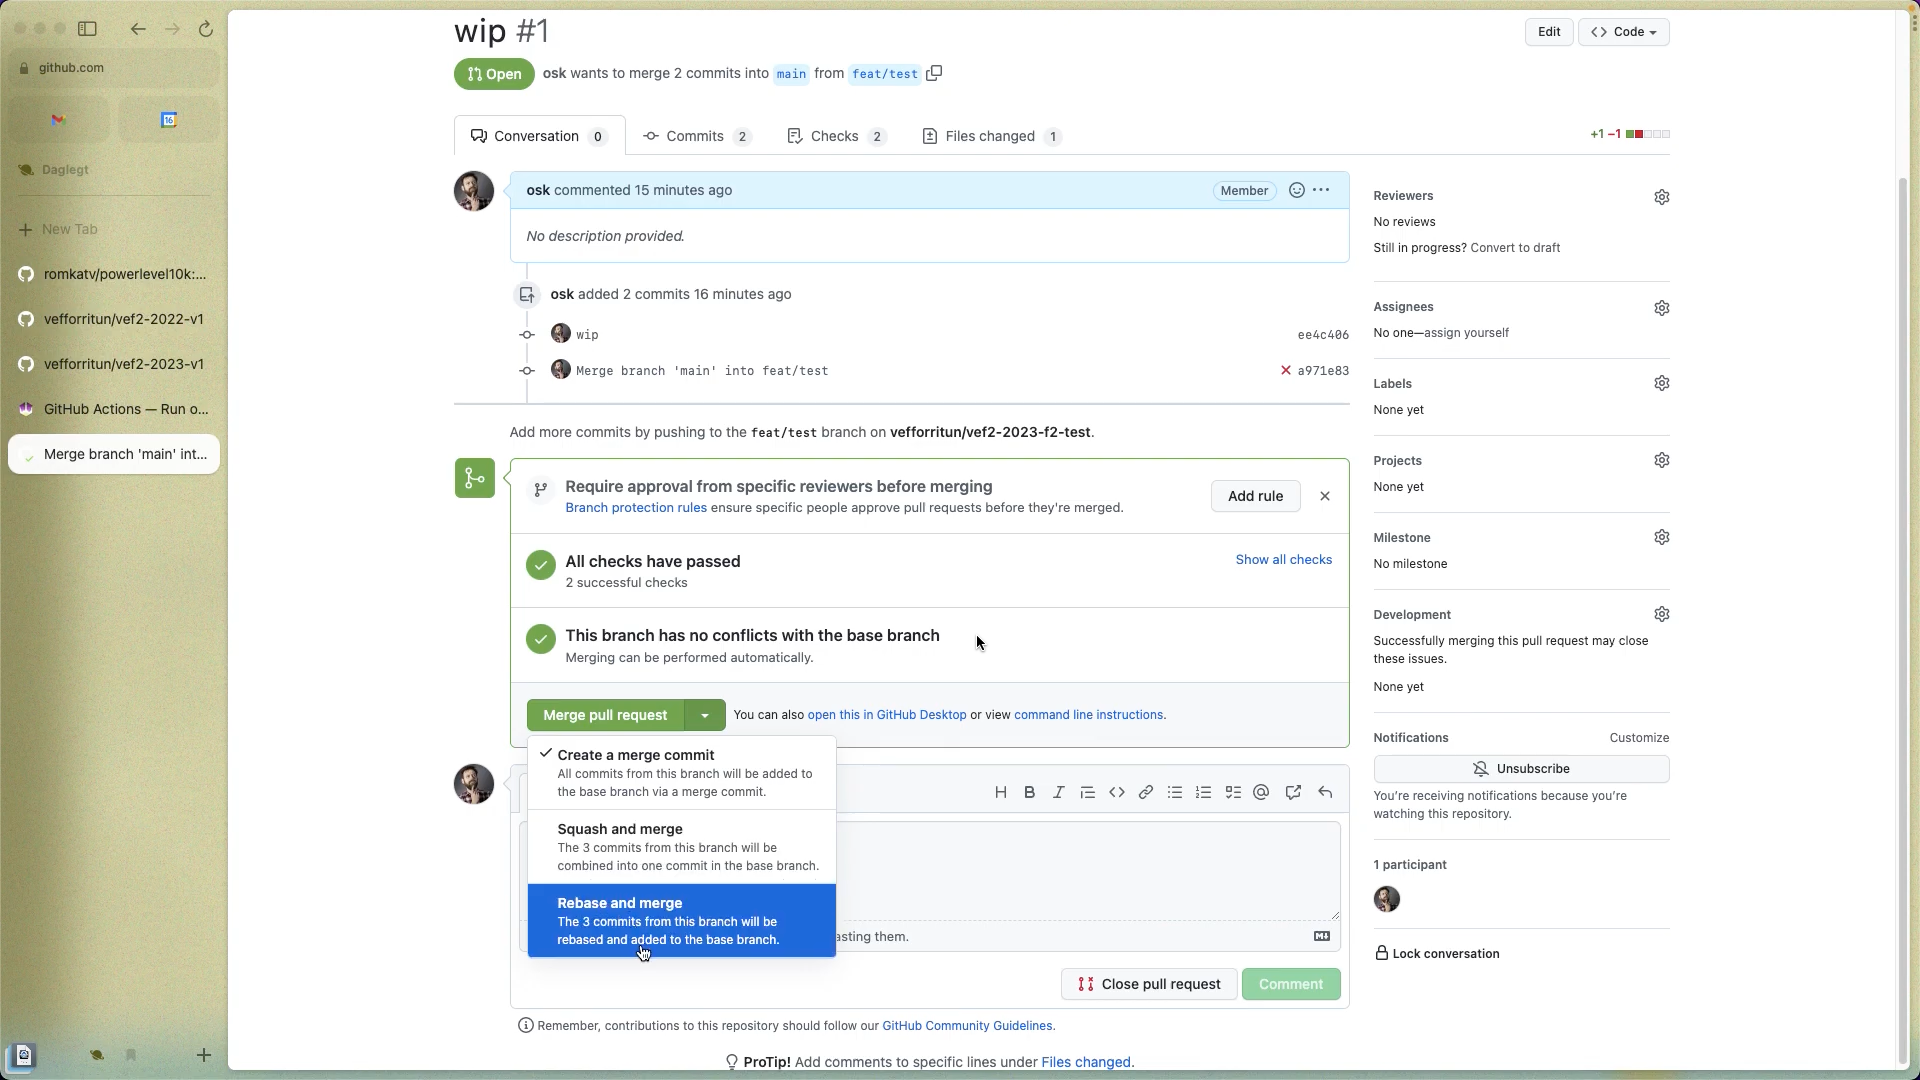 github.com
16
Daglegt
New Tab
romkatv/powerlevel10k:...
vefforritun/vef2-2022-v1
vefforritun/vef2-2023-v1
GitHub Actions — Run o...
Merge branch 'main' int...
wip #1
Edit
<> Code
Open
osk wants to merge 2 commits into main from feat/test
Conversation 0
Commits 2
Checks 2
Files changed 1
+1 −1
osk commented 15 minutes ago
Member
No description provided.
osk added 2 commits 16 minutes ago
wip
ee4c406
Merge branch 'main' into feat/test
a971e83
Add more commits by pushing to the feat/test branch on vefforritun/vef2-2023-f2-test.
Require approval from specific reviewers before merging
Branch protection rules ensure specific people approve pull requests before they're merged.
Add rule
All checks have passed
2 successful checks
Show all checks
This branch has no conflicts with the base branch
Merging can be performed automatically.
Merge pull request
You can also open this in GitHub Desktop or view command line instructions.
Create a merge commit
All commits from this branch will be added to
the base branch via a merge commit.
Squash and merge
The 3 commits from this branch will be
combined into one commit in the base branch.
Rebase and merge
The 3 commits from this branch will be
rebased and added to the base branch.
asting them.
Close pull request
Comment
Remember, contributions to this repository should follow our GitHub Community Guidelines.
ProTip! Add comments to specific lines under Files changed.
Reviewers
No reviews
Still in progress? Convert to draft
Assignees
No one—assign yourself
Labels
None yet
Projects
None yet
Milestone
No milestone
Development
Successfully merging this pull request may close
these issues.
None yet
Notifications
Customize
Unsubscribe
You're receiving notifications because you're
watching this repository.
1 participant
Lock conversation